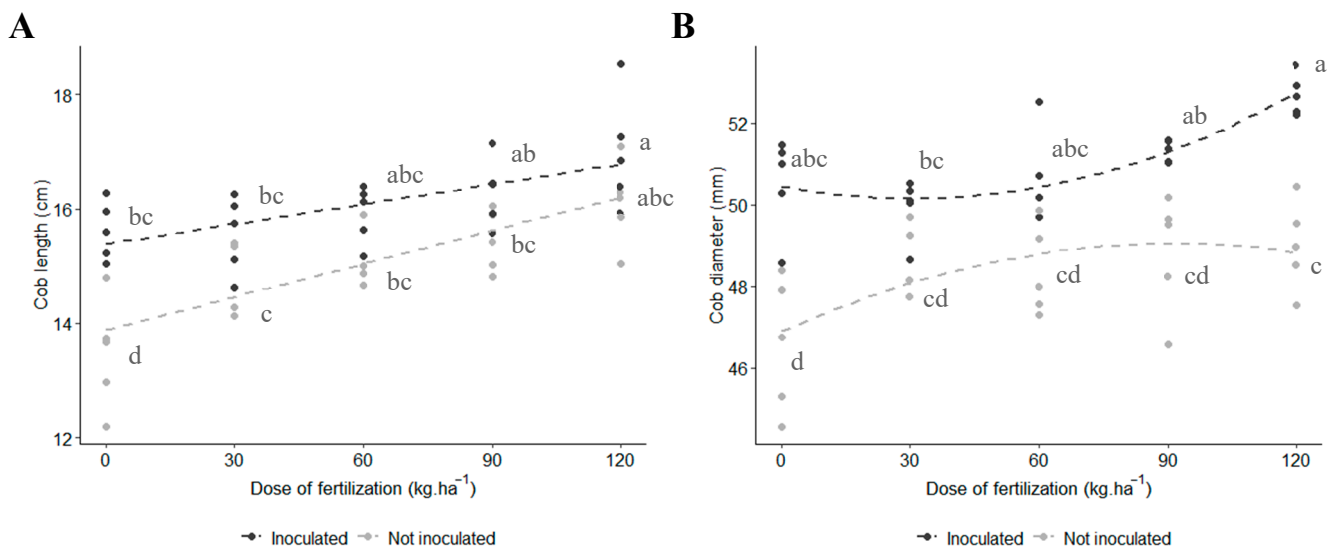 A
Cob length (cm)
18
16
14
12
bc
bc
abc
ab
a
d
c
bc
bc
abc
0 30 60 90 120
Dose of fertilization (kg.ha⁻¹)
Inoculated Not inoculated
B
Cob diameter (mm)
52
50
48
46
abc
bc
abc
ab
a
d
cd
cd
cd
c
0 30 60 90 120
Dose of fertilization (kg.ha⁻¹)
Inoculated Not inoculated